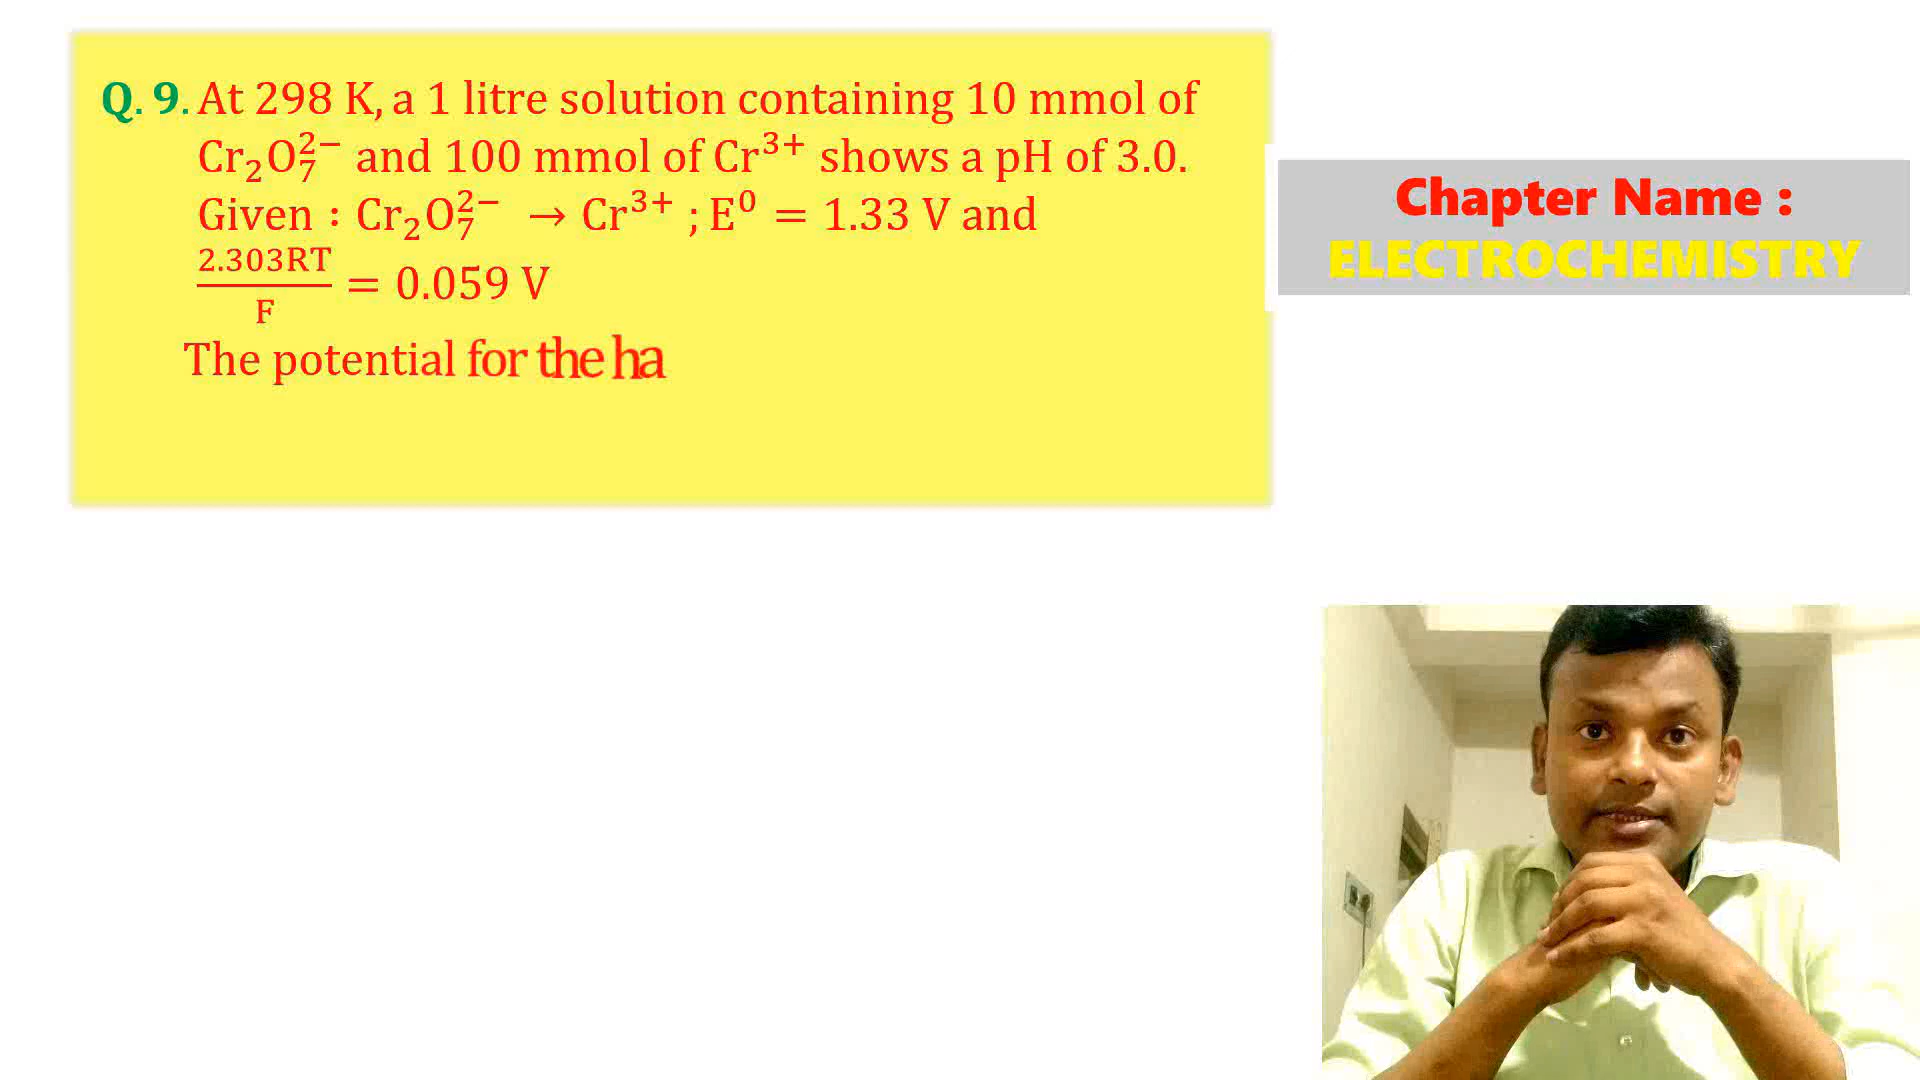 Q. 9. At 298 K, a 1 litre solution containing 10 mmol of
Cr₂O₇²⁻ and 100 mmol of Cr³⁺ shows a pH of 3.0.
Given : Cr₂O₇²⁻ → Cr³⁺ ; E⁰ = 1.33 V and
2.303RT/F = 0.059 V
The potential for the ha
Chapter Name :
ELECTROCHEMISTRY